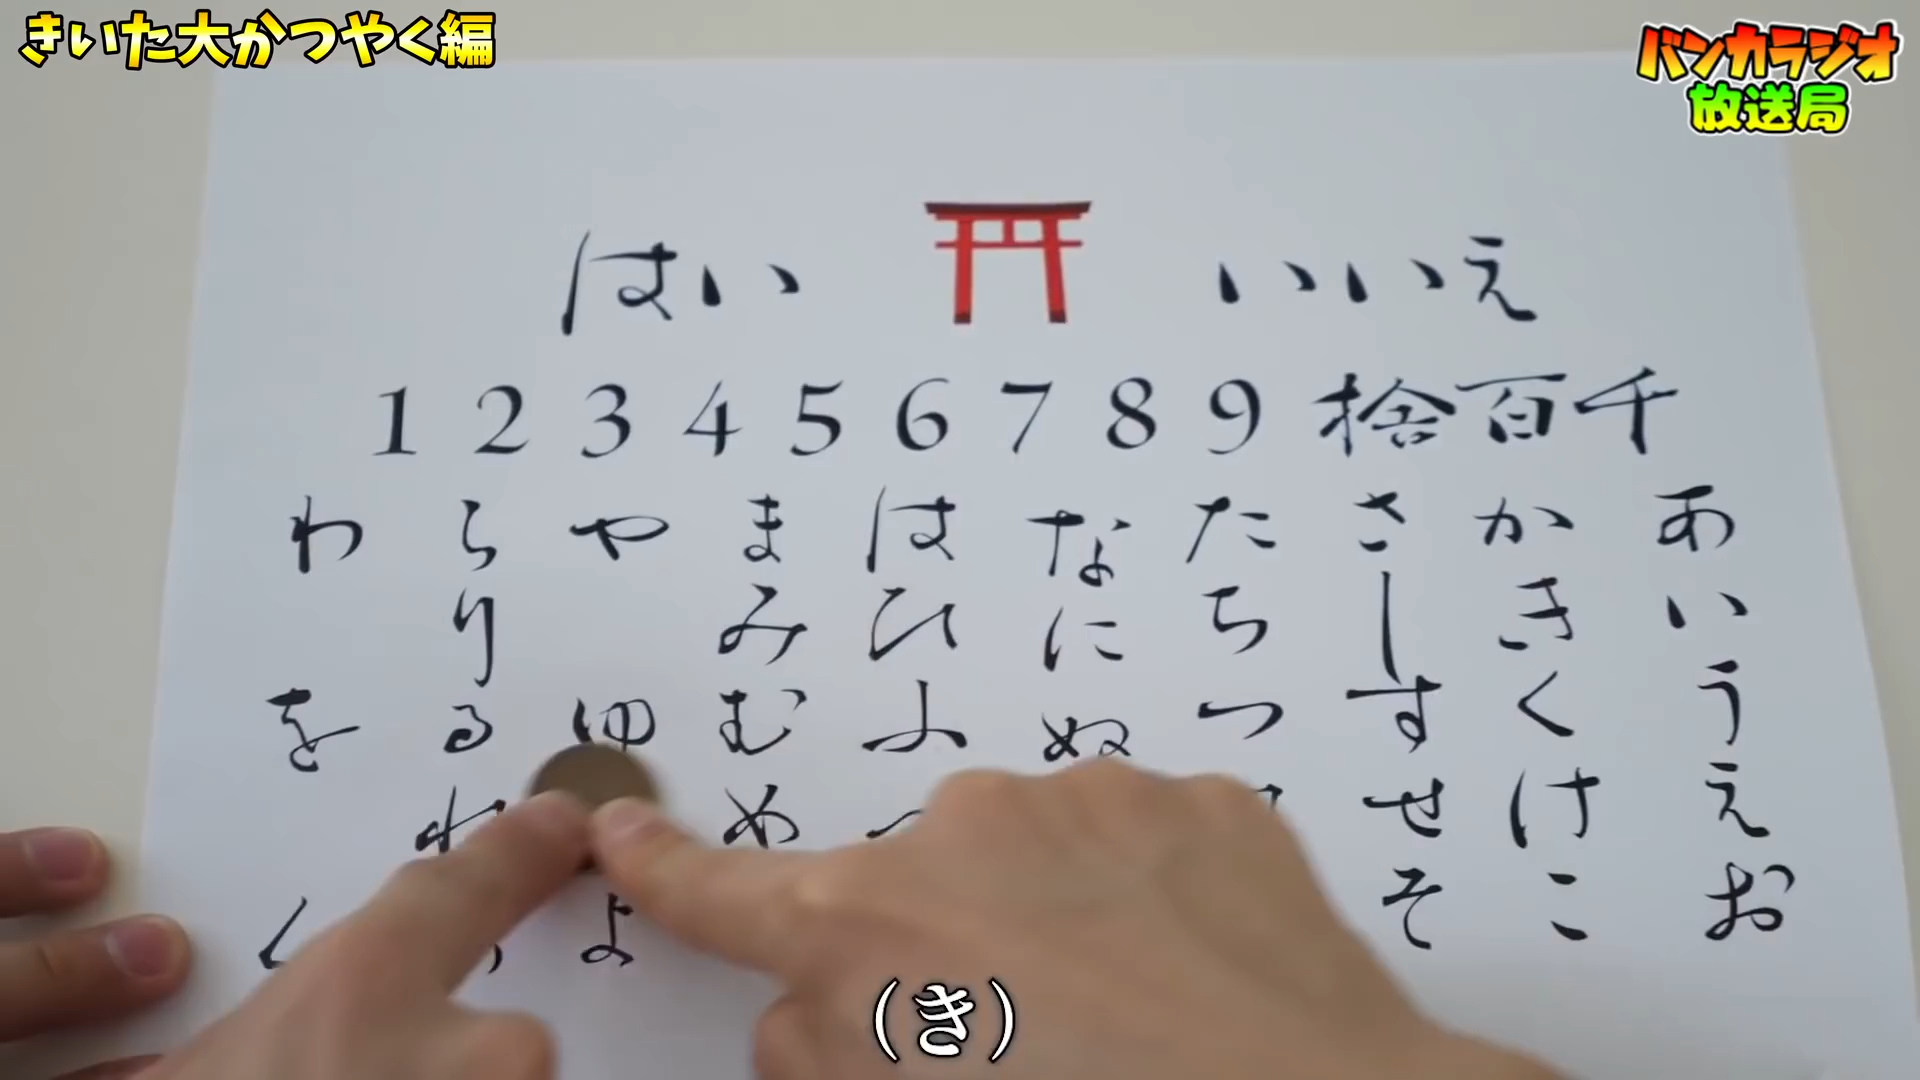 きいた大かつやく編
バンカラジオ
放送局
はい いいえ
1 2 3 4 5 6 7 8 9 捨百千
わ らりる やゆよ まみむめ はひふ なにぬ たちつ さしすせそ かきくけこ あいうえお
を
(き)